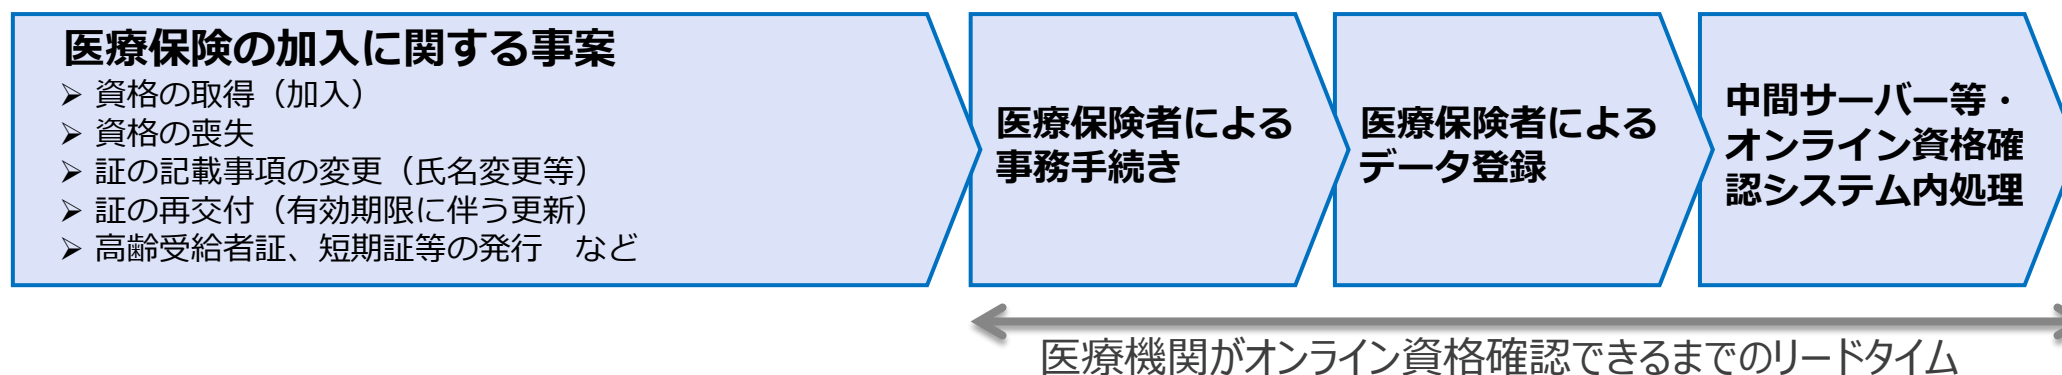 医療保険の加入に関する事案
➢ 資格の取得（加入）
➢ 資格の喪失
➢ 証の記載事項の変更（氏名変更等）
➢ 証の再交付（有効期限に伴う更新）
➢ 高齢受給者証、短期証等の発行　など
医療保険者による
事務手続き
医療保険者による
データ登録
中間サーバー等・
オンライン資格確
認システム内処理
医療機関がオンライン資格確認できるまでのリードタイム